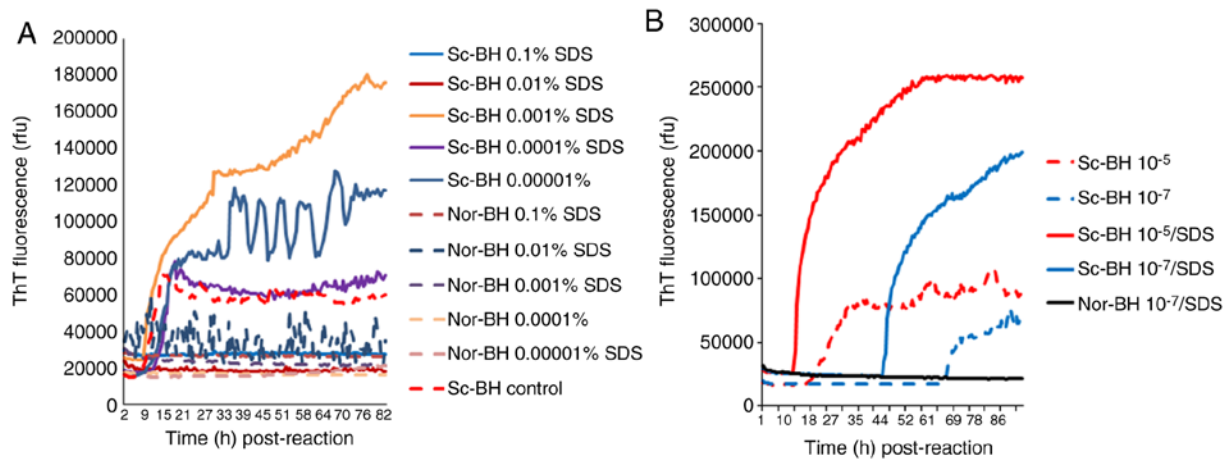 A
ThT fluorescence (rfu)
200000
180000
160000
140000
120000
100000
80000
60000
40000
20000
0
2 9 15 21 27 33 39 45 51 58 64 70 76 82
Time (h) post-reaction
Sc-BH 0.1% SDS
Sc-BH 0.01% SDS
Sc-BH 0.001% SDS
Sc-BH 0.0001% SDS
Sc-BH 0.00001%
Nor-BH 0.1% SDS
Nor-BH 0.01% SDS
Nor-BH 0.001% SDS
Nor-BH 0.0001%
Nor-BH 0.00001% SDS
Sc-BH control
B
ThT fluorescence (rfu)
300000
250000
200000
150000
100000
50000
0
1 10 18 27 35 44 52 61 69 78 86
Time (h) post-reaction
Sc-BH 10⁻⁵
Sc-BH 10⁻⁷
Sc-BH 10⁻⁵/SDS
Sc-BH 10⁻⁷/SDS
Nor-BH 10⁻⁷/SDS